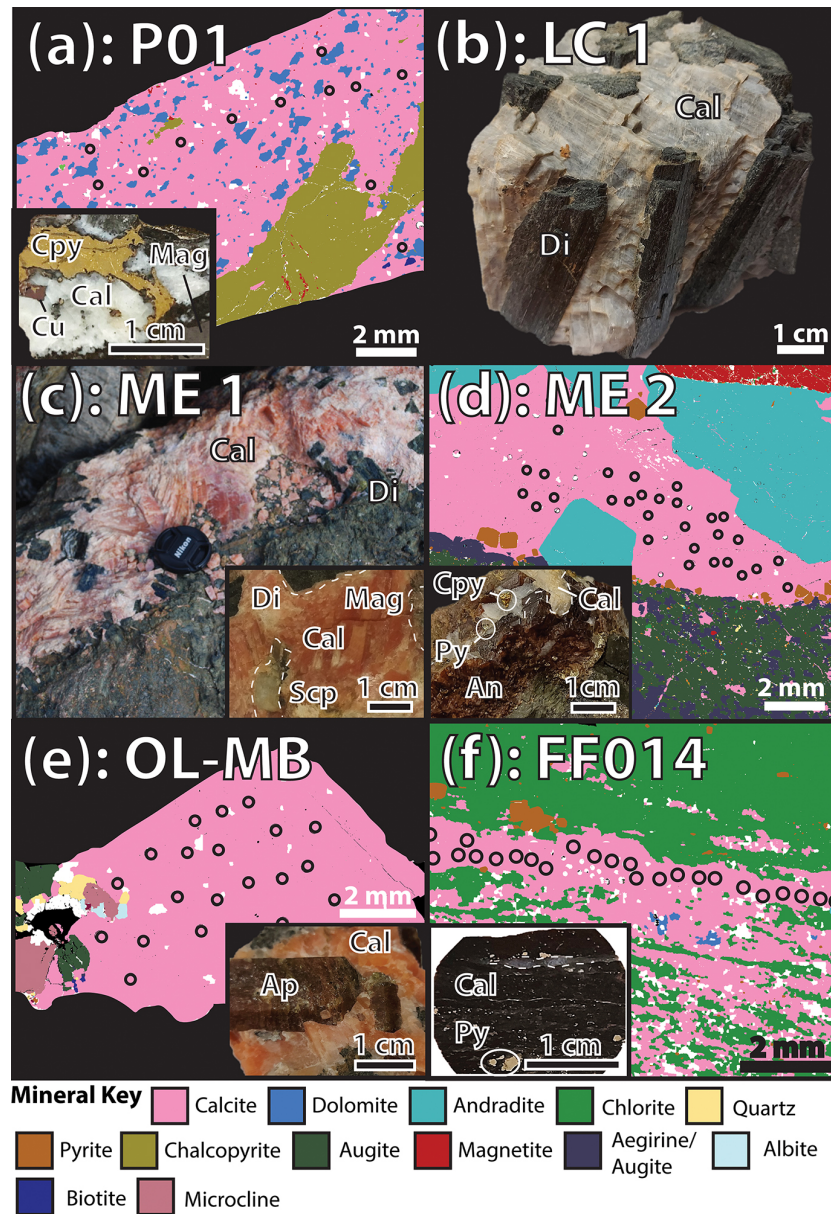 (a): P01
Cpy
Mag
Cal
Cu
1 cm
2 mm
(b): LC 1
Cal
Di
1 cm
(c): ME 1
Cal
Di
Nikon
Di
Mag
Cal
Scp
1 cm
(d): ME 2
Cpy
Cal
Py
An
1cm
2 mm
(e): OL-MB
2 mm
Cal
Ap
1 cm
(f): FF014
Cal
Py
1 cm
2 mm
Mineral Key
Calcite
Dolomite
Andradite
Chlorite
Quartz
Pyrite
Chalcopyrite
Augite
Magnetite
Aegirine/
Augite
Albite
Biotite
Microcline